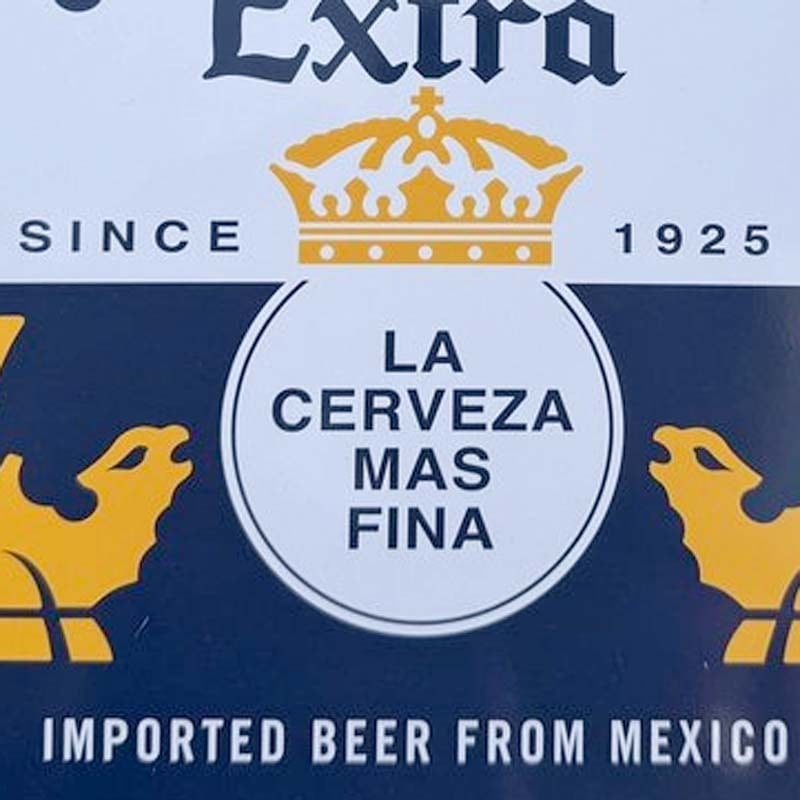 Extra
SINCE 1925
LA
CERVEZA
MAS
FINA
IMPORTED BEER FROM MEXICO